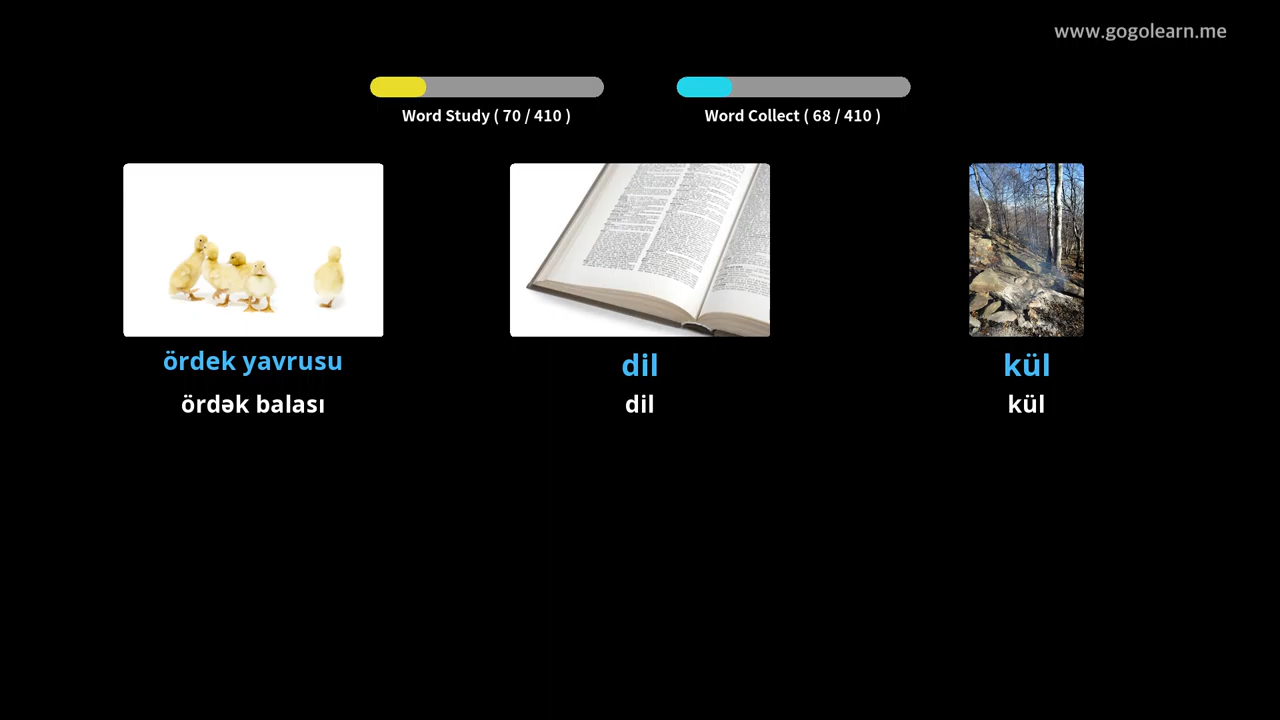 www.gogolearn.me
Word Study ( 70 / 410 )
Word Collect ( 68 / 410 )
ördek yavrusu
dil
kül
ördək balası
dil
kül